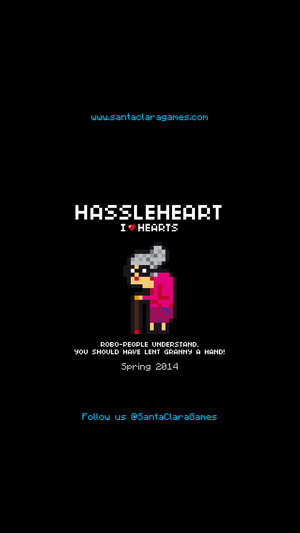 www.santaclaragames.com
HASSLEHEART
I ❤ HEARTS
ROBO-PEOPLE UNDERSTAND.
YOU SHOULD HAVE LENT GRANNY A HAND!
Spring 2014
Follow us @SantaClaraGames